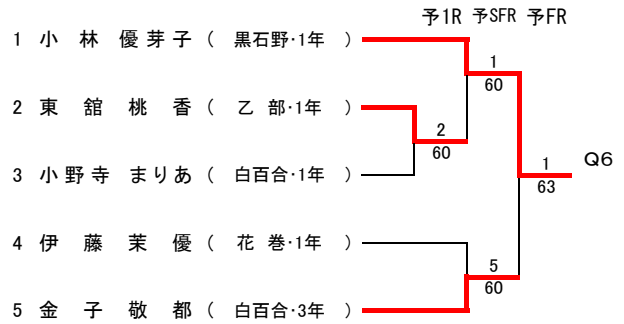 予1R 予SFR 予FR
1 小林優芽子（ 黒石野･1年 ）
1
60
2 東舘桃香（ 乙部･1年 ）
2
60
3 小野寺まりあ（ 白百合･1年 ）
1
63
Q6
4 伊藤茉優（ 花巻･1年 ）
5
60
5 金子敬都（ 白百合･3年 ）